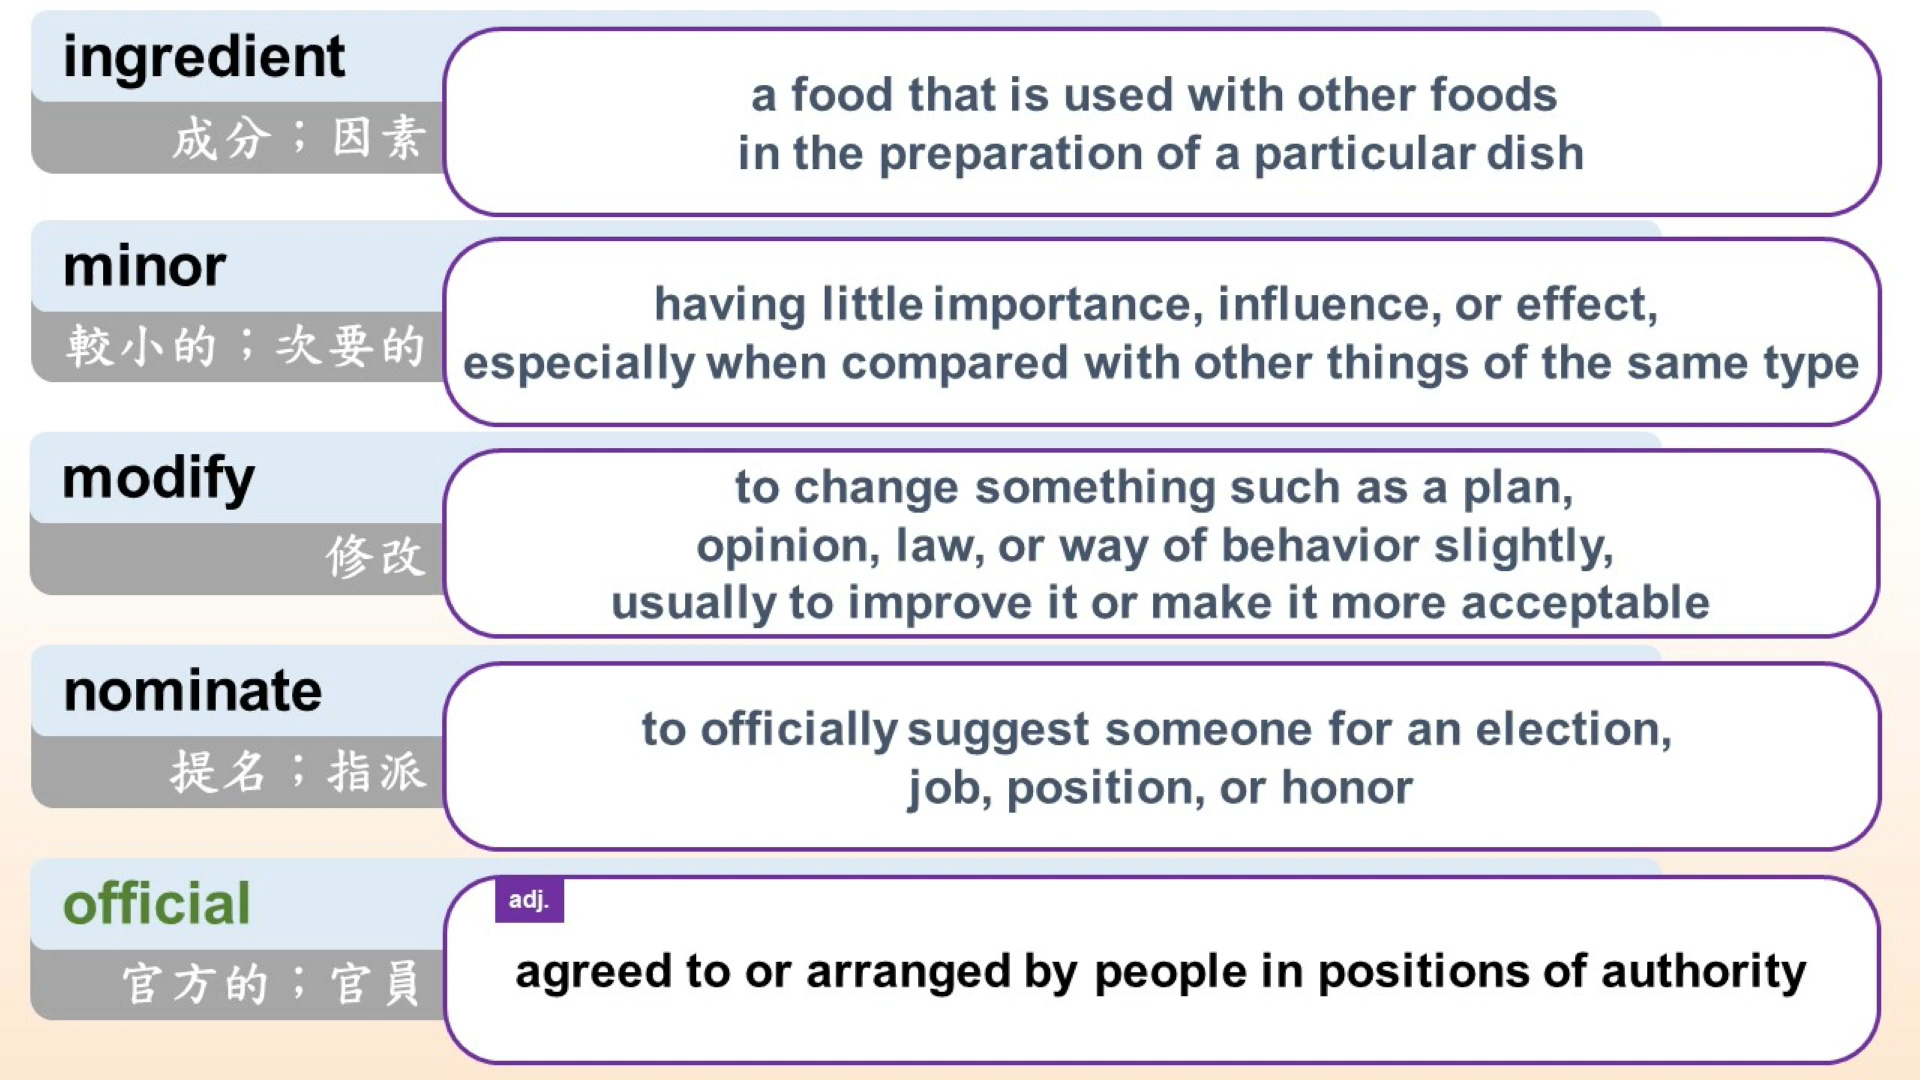 ingredient
成分；因素
a food that is used with other foods
in the preparation of a particular dish
minor
較小的；次要的
having little importance, influence, or effect,
especially when compared with other things of the same type
modify
修改
to change something such as a plan,
opinion, law, or way of behavior slightly,
usually to improve it or make it more acceptable
nominate
提名；指派
to officially suggest someone for an election,
job, position, or honor
official
官方的；官員
adj.
agreed to or arranged by people in positions of authority